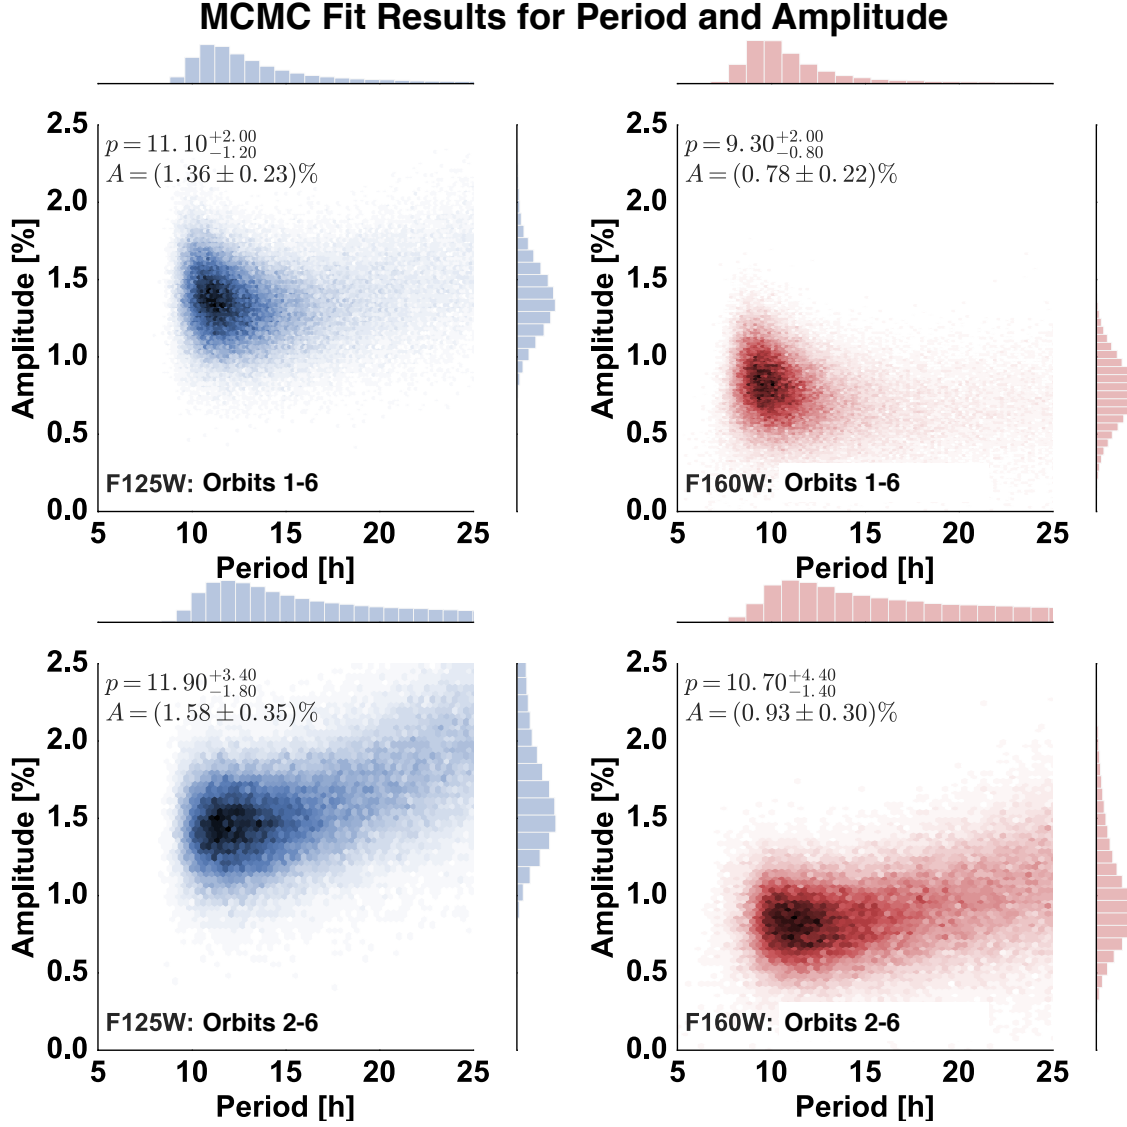 MCMC Fit Results for Period and Amplitude
2.5
2.0
1.5
1.0
0.5
0.0
Amplitude [%]
p = 11.10 +2.00 −1.20
A = (1.36 ± 0.23)%
F125W: Orbits 1-6
5 10 15 20 25
Period [h]
2.5
2.0
1.5
1.0
0.5
0.0
Amplitude [%]
p = 9.30 +2.00 −0.80
A = (0.78 ± 0.22)%
F160W: Orbits 1-6
5 10 15 20 25
Period [h]
2.5
2.0
1.5
1.0
0.5
0.0
Amplitude [%]
p = 11.90 +3.40 −1.80
A = (1.58 ± 0.35)%
F125W: Orbits 2-6
5 10 15 20 25
Period [h]
2.5
2.0
1.5
1.0
0.5
0.0
Amplitude [%]
p = 10.70 +4.40 −1.40
A = (0.93 ± 0.30)%
F160W: Orbits 2-6
5 10 15 20 25
Period [h]